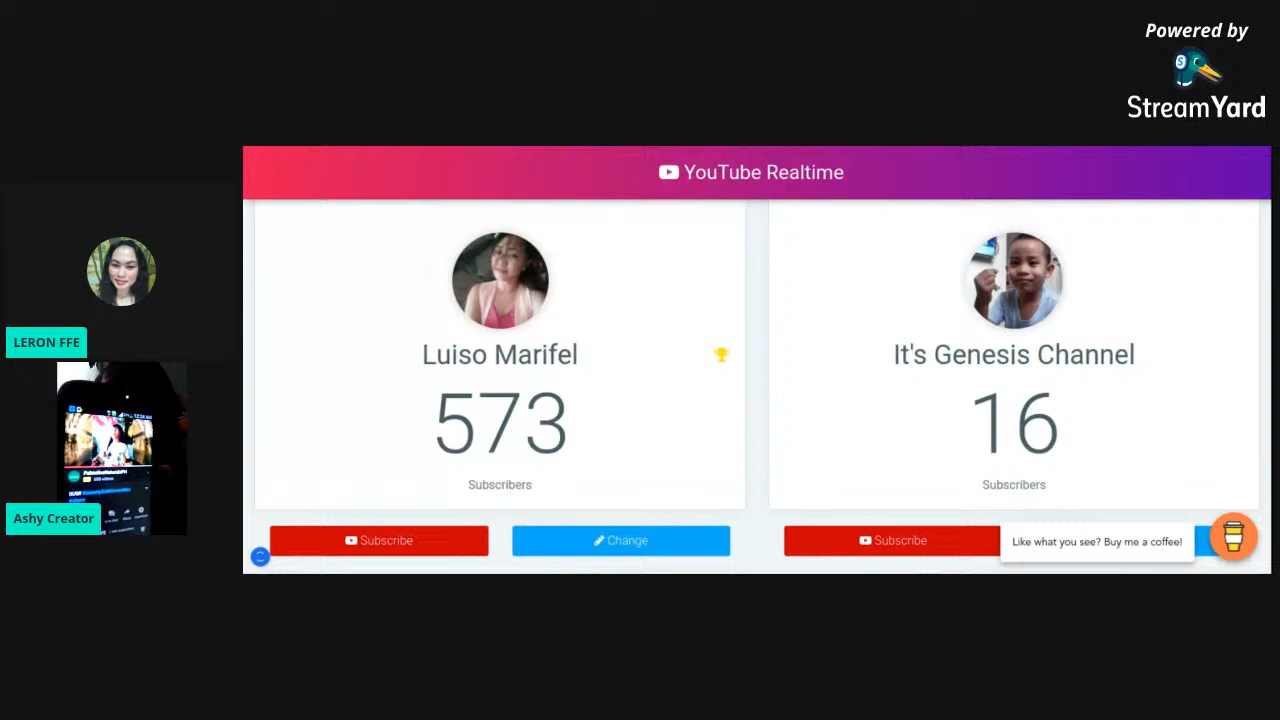 Powered by
StreamYard
YouTube Realtime
LERON FFE
Ashy Creator
Luiso Marifel
573
Subscribers
Subscribe
Change
It's Genesis Channel
16
Subscribers
Subscribe
Like what you see? Buy me a coffee!